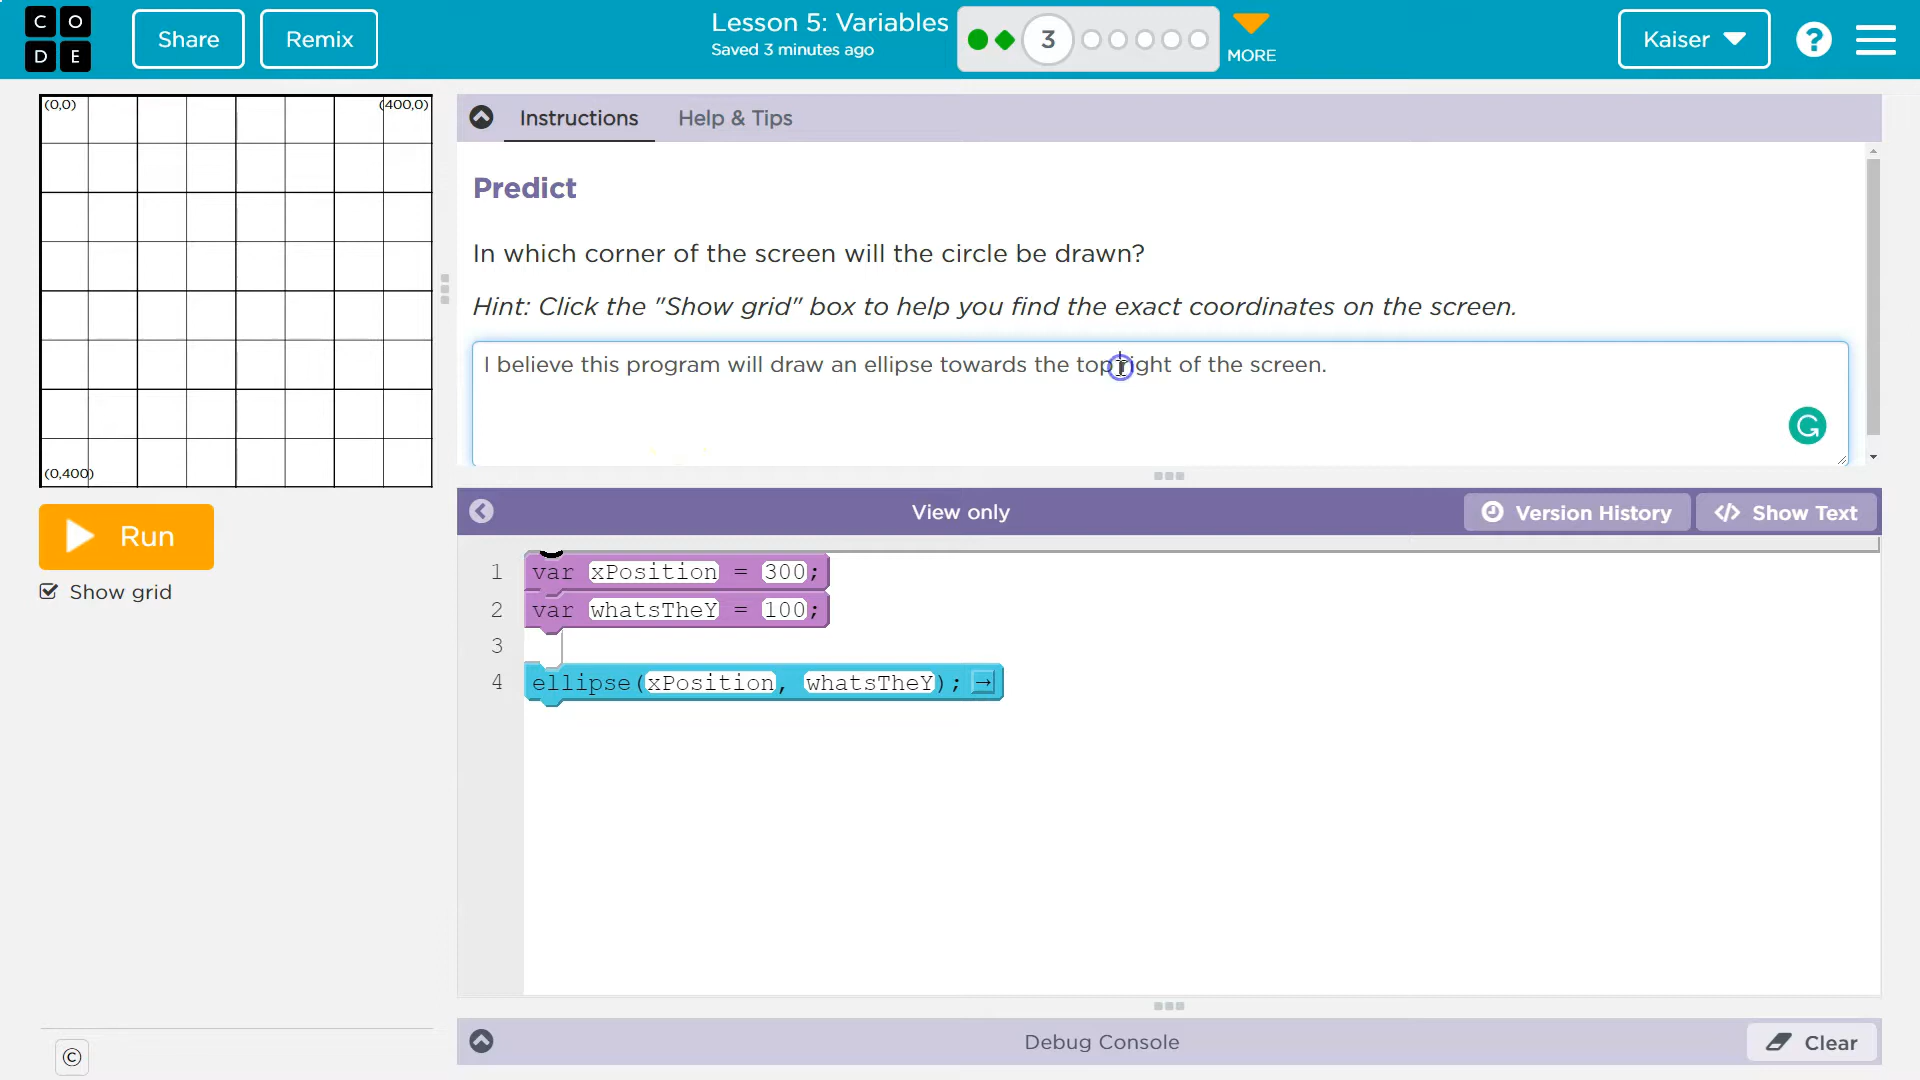 C O
D E
Share
Remix
Lesson 5: Variables
Saved 3 minutes ago
3
MORE
Kaiser
?
(0,0)
(400,0)
(0,400)
Run
Show grid
©
Instructions
Help & Tips
Predict
In which corner of the screen will the circle be drawn?
Hint: Click the "Show grid" box to help you find the exact coordinates on the screen.
I believe this program will draw an ellipse towards the top right of the screen.
View only
Version History
</> Show Text
1 var xPosition = 300;
2 var whatsTheY = 100;
3
4 ellipse(xPosition, whatsTheY); →
Debug Console
Clear